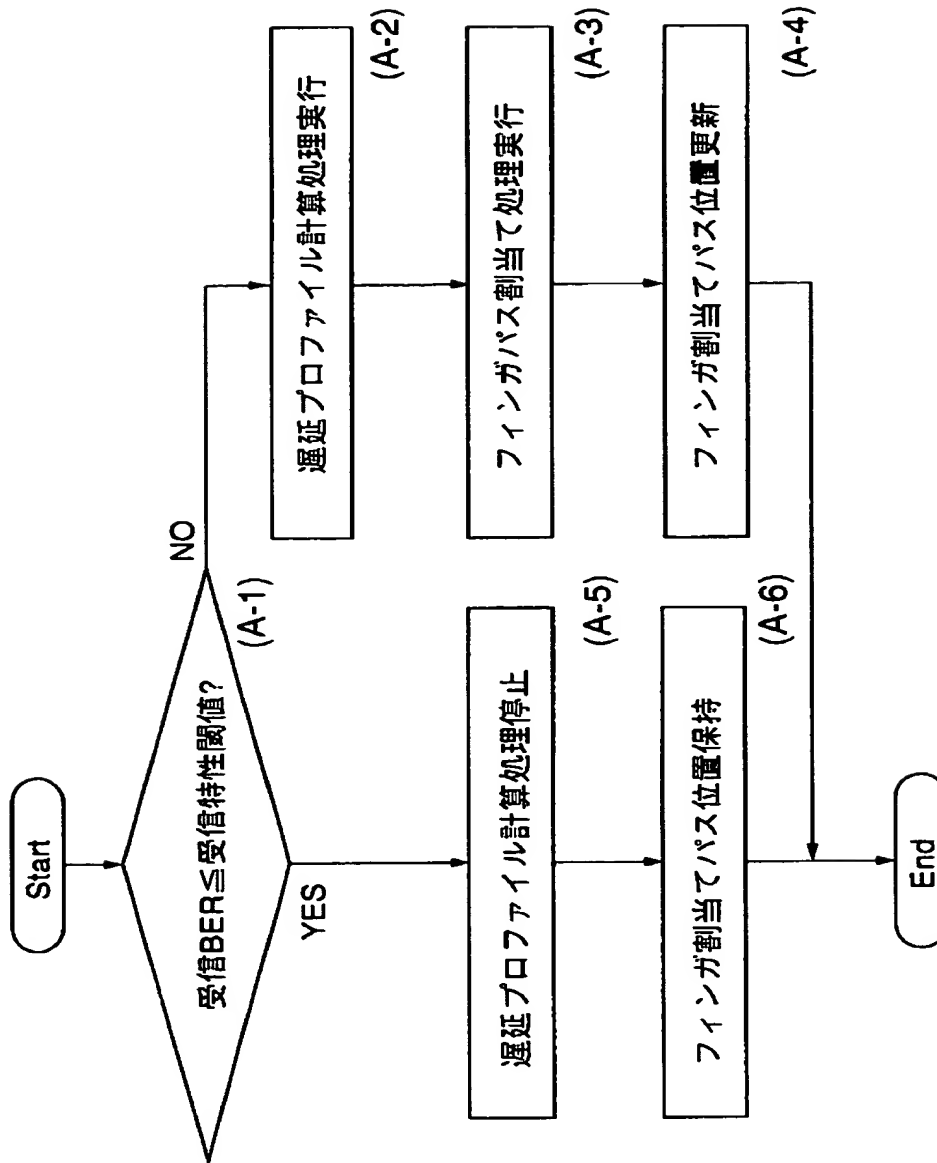 Start
受信BER≦受信特性閾値?
(A-1)
NO
YES
遅延プロファイル計算処理実行
(A-2)
フィンガパス割当て処理実行
(A-3)
フィンガ割当てパス位置更新
(A-4)
遅延プロファイル計算処理停止
(A-5)
フィンガ割当てパス位置保持
(A-6)
End